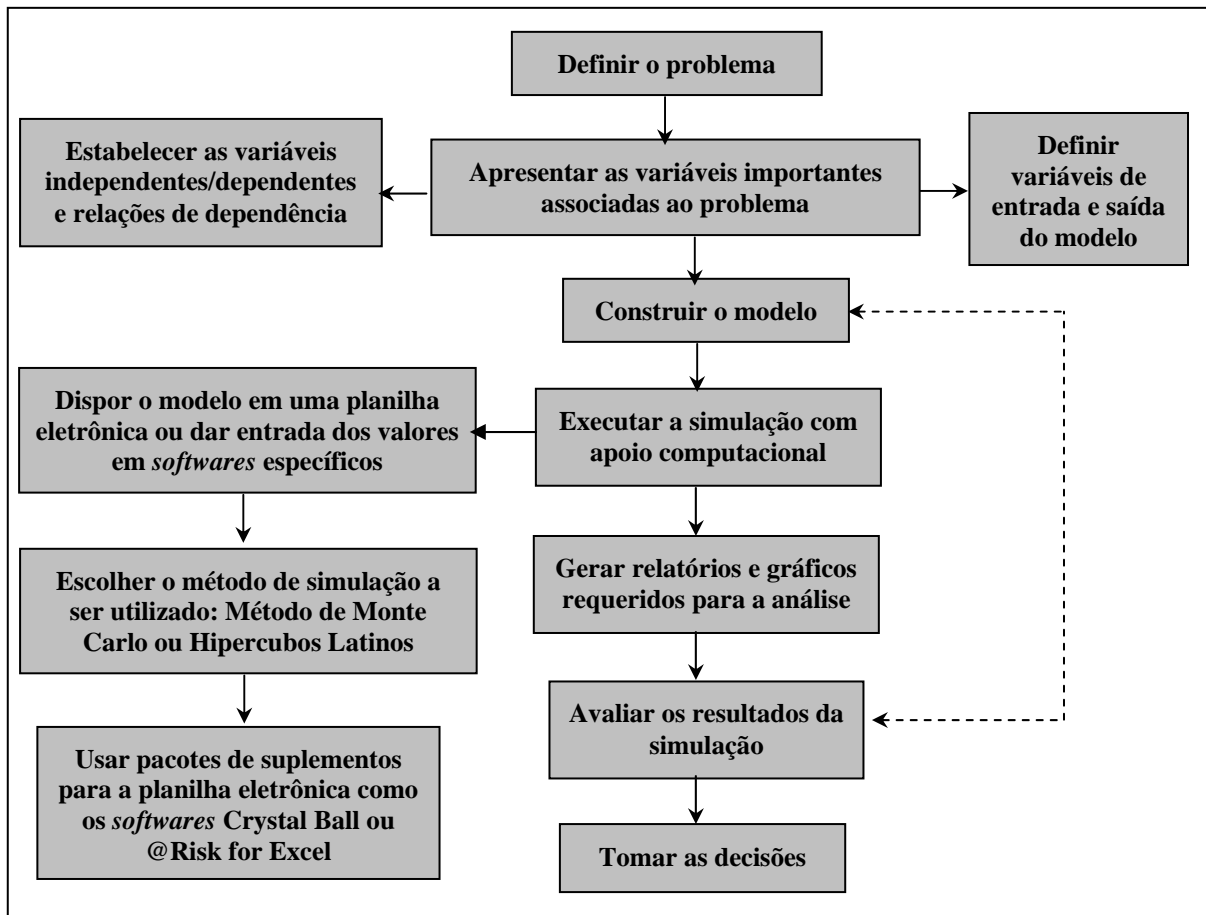 Definir o problema
Estabelecer as variáveis
independentes/dependentes
e relações de dependência
Apresentar as variáveis importantes
associadas ao problema
Definir
variáveis de
entrada e saída
do modelo
Construir o modelo
Dispor o modelo em uma planilha
eletrônica ou dar entrada dos valores
em softwares específicos
Executar a simulação com
apoio computacional
Escolher o método de simulação a
ser utilizado: Método de Monte
Carlo ou Hipercubos Latinos
Gerar relatórios e gráficos
requeridos para a análise
Avaliar os resultados da
simulação
Usar pacotes de suplementos
para a planilha eletrônica como
os softwares Crystal Ball ou
@Risk for Excel
Tomar as decisões